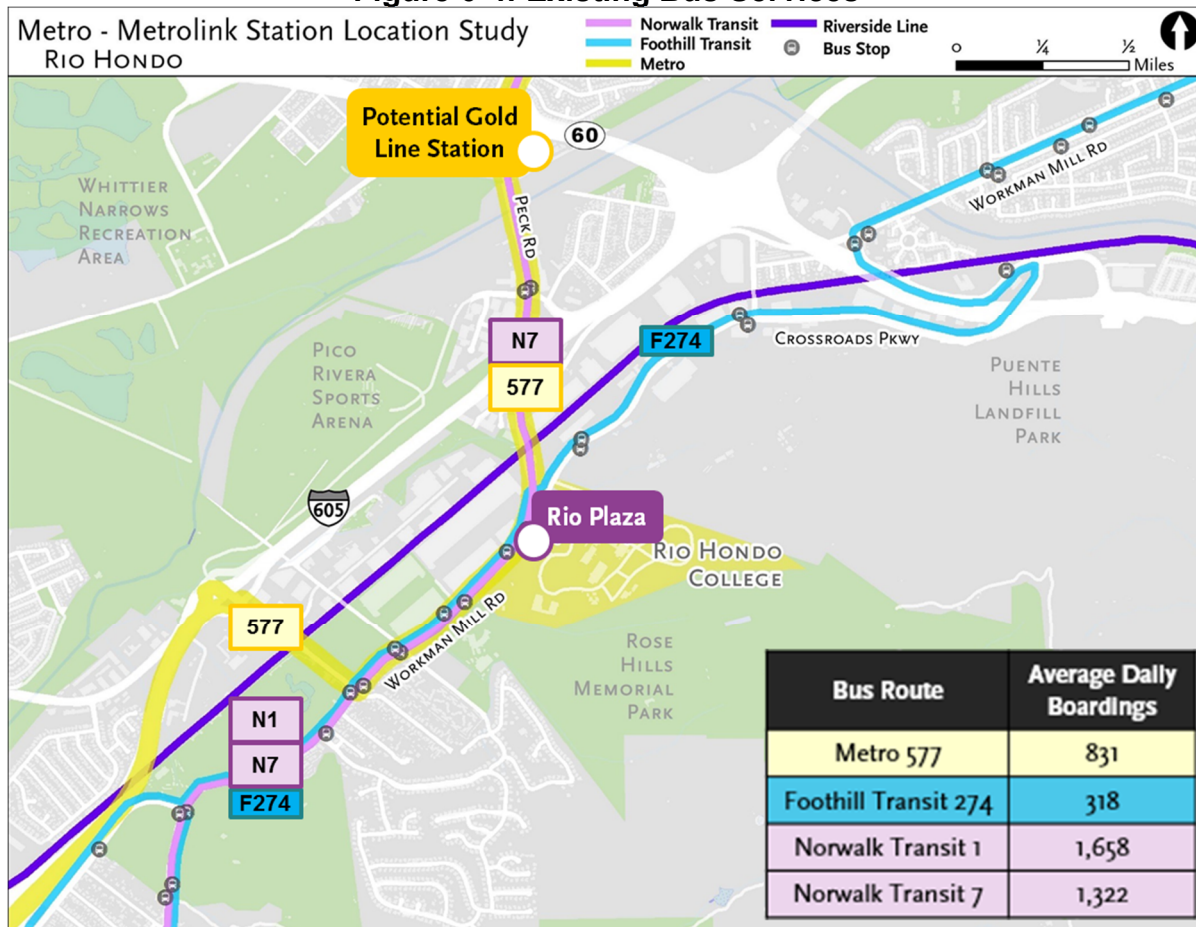 Metro - Metrolink Station Location Study
RIO HONDO
Norwalk Transit
Foothill Transit
Metro
Riverside Line
Bus Stop
0 ¼ ½
Miles
Potential Gold
Line Station
60
WHITTIER
NARROWS
RECREATION
AREA
PECK RD
WORKMAN MILL RD
N7
577
F274
CROSSROADS PKWY
PICO
RIVERA
SPORTS
ARENA
PUENTE
HILLS
LANDFILL
PARK
605
Rio Plaza
RIO HONDO
COLLEGE
577
WORKMAN MILL RD
ROSE
HILLS
MEMORIAL
PARK
N1
N7
F274
Bus Route Average Daily
Boardings
Metro 577 831
Foothill Transit 274 318
Norwalk Transit 1 1,658
Norwalk Transit 7 1,322